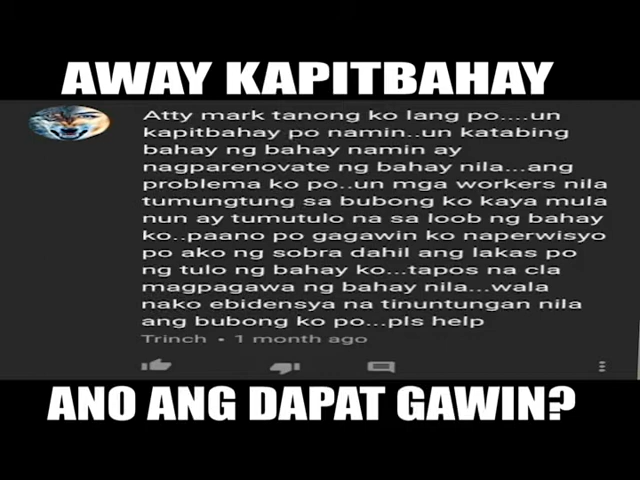 AWAY KAPITBAHAY
Atty mark tanong ko lang po....un
kapitbahay po namin..un katabing
bahay ng bahay namin ay
nagparenovate ng bahay nila...ang
problema ko po..un mga workers nila
tumungtung sa bubong ko kaya mula
nun ay tumutulo na sa loob ng bahay
ko..paano po gagawin ko naperwisyo
po ako ng sobra dahil ang lakas po
ng tulo ng bahay ko...tapos na cla
magpagawa ng bahay nila...wala
nako ebidensya na tinuntungan nila
ang bubong ko po...pls help
Trinch • 1 month ago
ANO ANG DAPAT GAWIN?